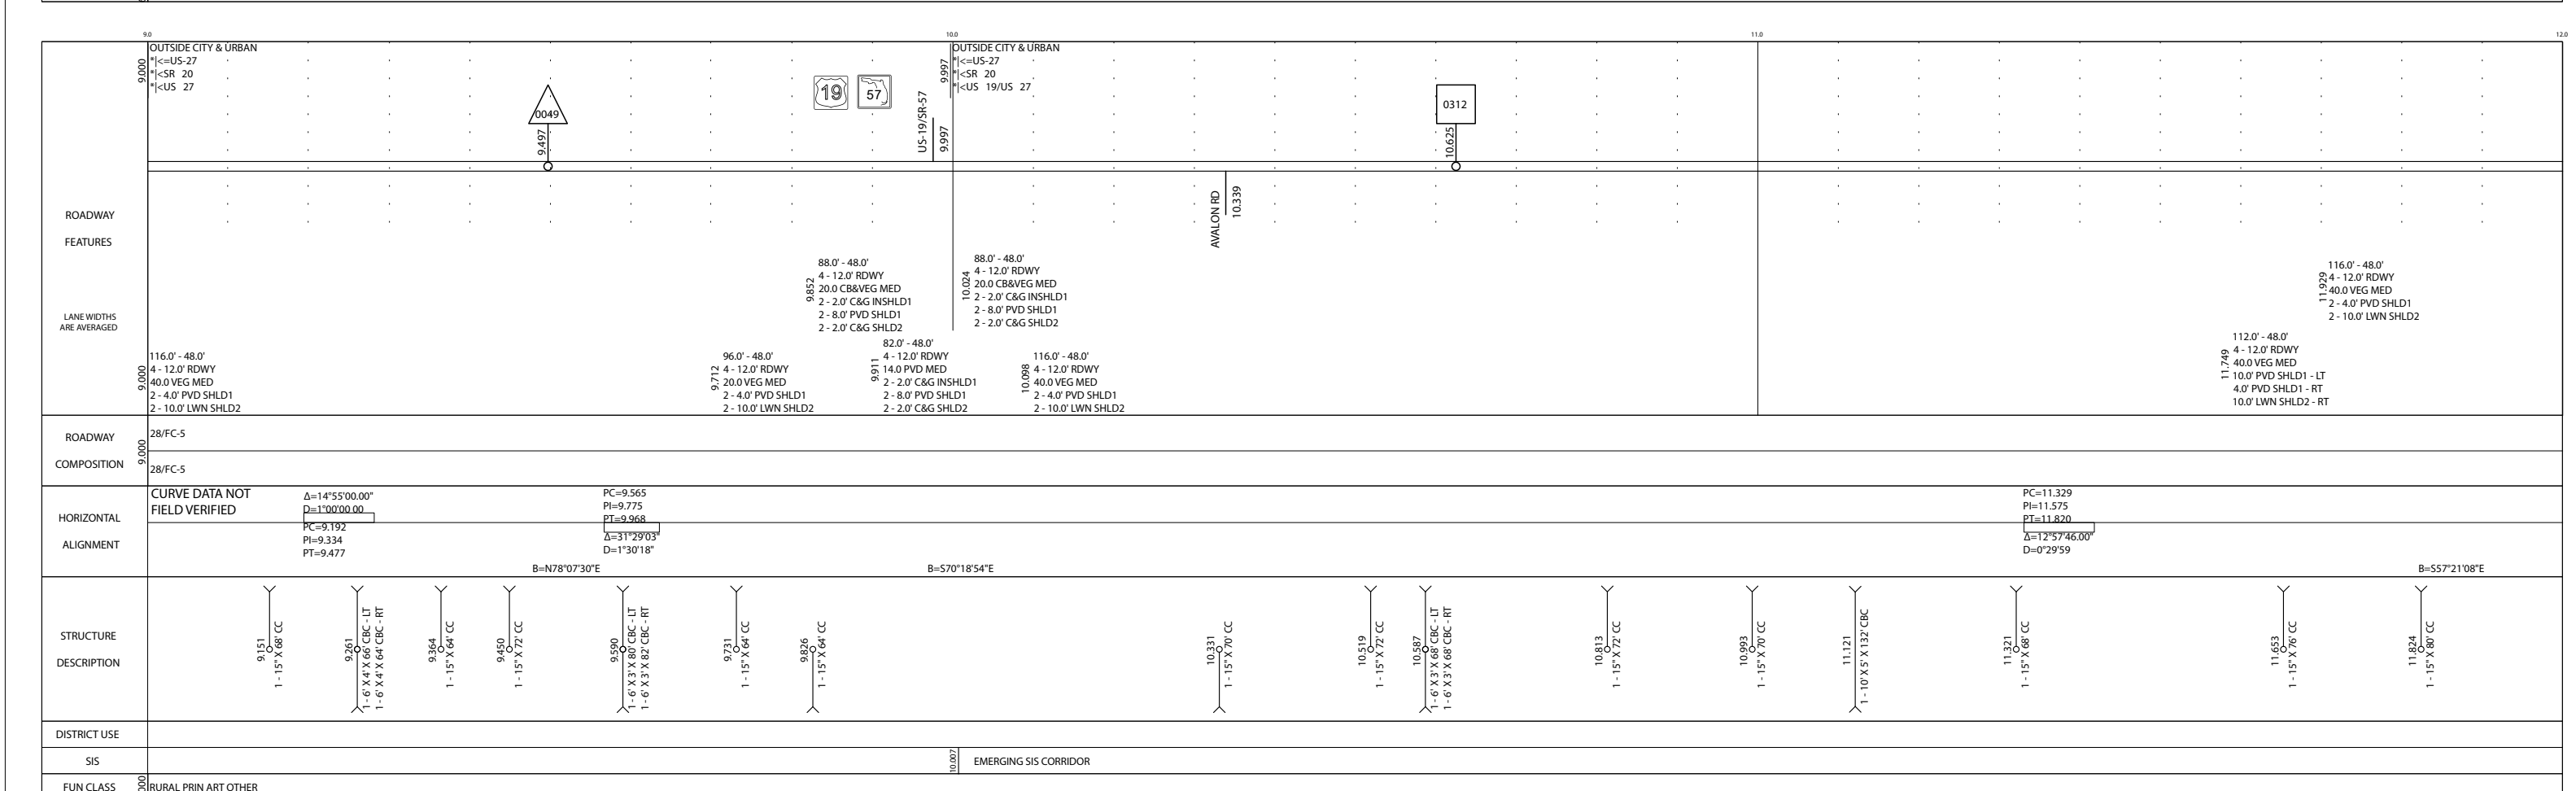 9.0
10.0
11.0
12.0
9.000
OUTSIDE CITY & URBAN
*|<=US-27
*|<SR 20
*|<US 27
0049
9.497
19
57
US-19/SR-57
9.997
9.997
OUTSIDE CITY & URBAN
*|<=US-27
*|<SR 20
*|<US 19/US 27
0312
10.625
AVALON RD
10.339
ROADWAY
FEATURES
LANE WIDTHS
ARE AVERAGED
9.000
116.0' - 48.0'
4 - 12.0' RDWY
40.0 VEG MED
2 - 4.0' PVD SHLD1
2 - 10.0' LWN SHLD2
9.712
96.0' - 48.0'
4 - 12.0' RDWY
20.0 VEG MED
2 - 4.0' PVD SHLD1
2 - 10.0' LWN SHLD2
9.852
88.0' - 48.0'
4 - 12.0' RDWY
20.0 CB&VEG MED
2 - 2.0' C&G INSHLD1
2 - 8.0' PVD SHLD1
2 - 2.0' C&G SHLD2
9.911
82.0' - 48.0'
4 - 12.0' RDWY
14.0 PVD MED
2 - 2.0' C&G INSHLD1
2 - 8.0' PVD SHLD1
2 - 2.0' C&G SHLD2
10.024
88.0' - 48.0'
4 - 12.0' RDWY
20.0 CB&VEG MED
2 - 2.0' C&G INSHLD1
2 - 8.0' PVD SHLD1
2 - 2.0' C&G SHLD2
10.098
116.0' - 48.0'
4 - 12.0' RDWY
40.0 VEG MED
2 - 4.0' PVD SHLD1
2 - 10.0' LWN SHLD2
11.749
112.0' - 48.0'
4 - 12.0' RDWY
40.0 VEG MED
10.0' PVD SHLD1 - LT
4.0' PVD SHLD1 - RT
10.0' LWN SHLD2 - RT
11.929
116.0' - 48.0'
4 - 12.0' RDWY
40.0 VEG MED
2 - 4.0' PVD SHLD1
2 - 10.0' LWN SHLD2
ROADWAY
COMPOSITION
9.000
28/FC-5
28/FC-5
HORIZONTAL
ALIGNMENT
CURVE DATA NOT
FIELD VERIFIED
Δ=14°55'00.00"
D=1°00'00.00
PC=9.192
PI=9.334
PT=9.477
PC=9.565
PI=9.775
PT=9.968
Δ=31°29'03"
D=1°30'18"
PC=11.329
PI=11.575
PT=11.820
Δ=12°57'46.00"
D=0°29'59
B=N78°07'30"E
B=S70°18'54"E
B=S57°21'08"E
STRUCTURE
DESCRIPTION
9.151
1 - 15" X 68' CC
9.261
1 - 6' X 4' X 66' CBC - LT
1 - 6' X 4' X 64' CBC - RT
9.364
1 - 15" X 64' CC
9.450
1 - 15" X 72' CC
9.590
1 - 6' X 3' X 80' CBC - LT
1 - 6' X 3' X 82' CBC - RT
9.731
1 - 15" X 64' CC
9.826
1 - 15" X 64' CC
10.331
1 - 15" X 70' CC
10.519
1 - 15" X 72' CC
10.587
1 - 6' X 3' X 68' CBC - LT
1 - 6' X 3' X 68' CBC - RT
10.813
1 - 15" X 72' CC
10.993
1 - 15" X 70' CC
11.121
1 - 10' X 5' X 132' CBC
11.321
1 - 15" X 68' CC
11.653
1 - 15" X 76' CC
11.824
1 - 15" X 80' CC
DISTRICT USE
SIS
10.007
EMERGING SIS CORRIDOR
FUN CLASS
RURAL PRIN ART OTHER